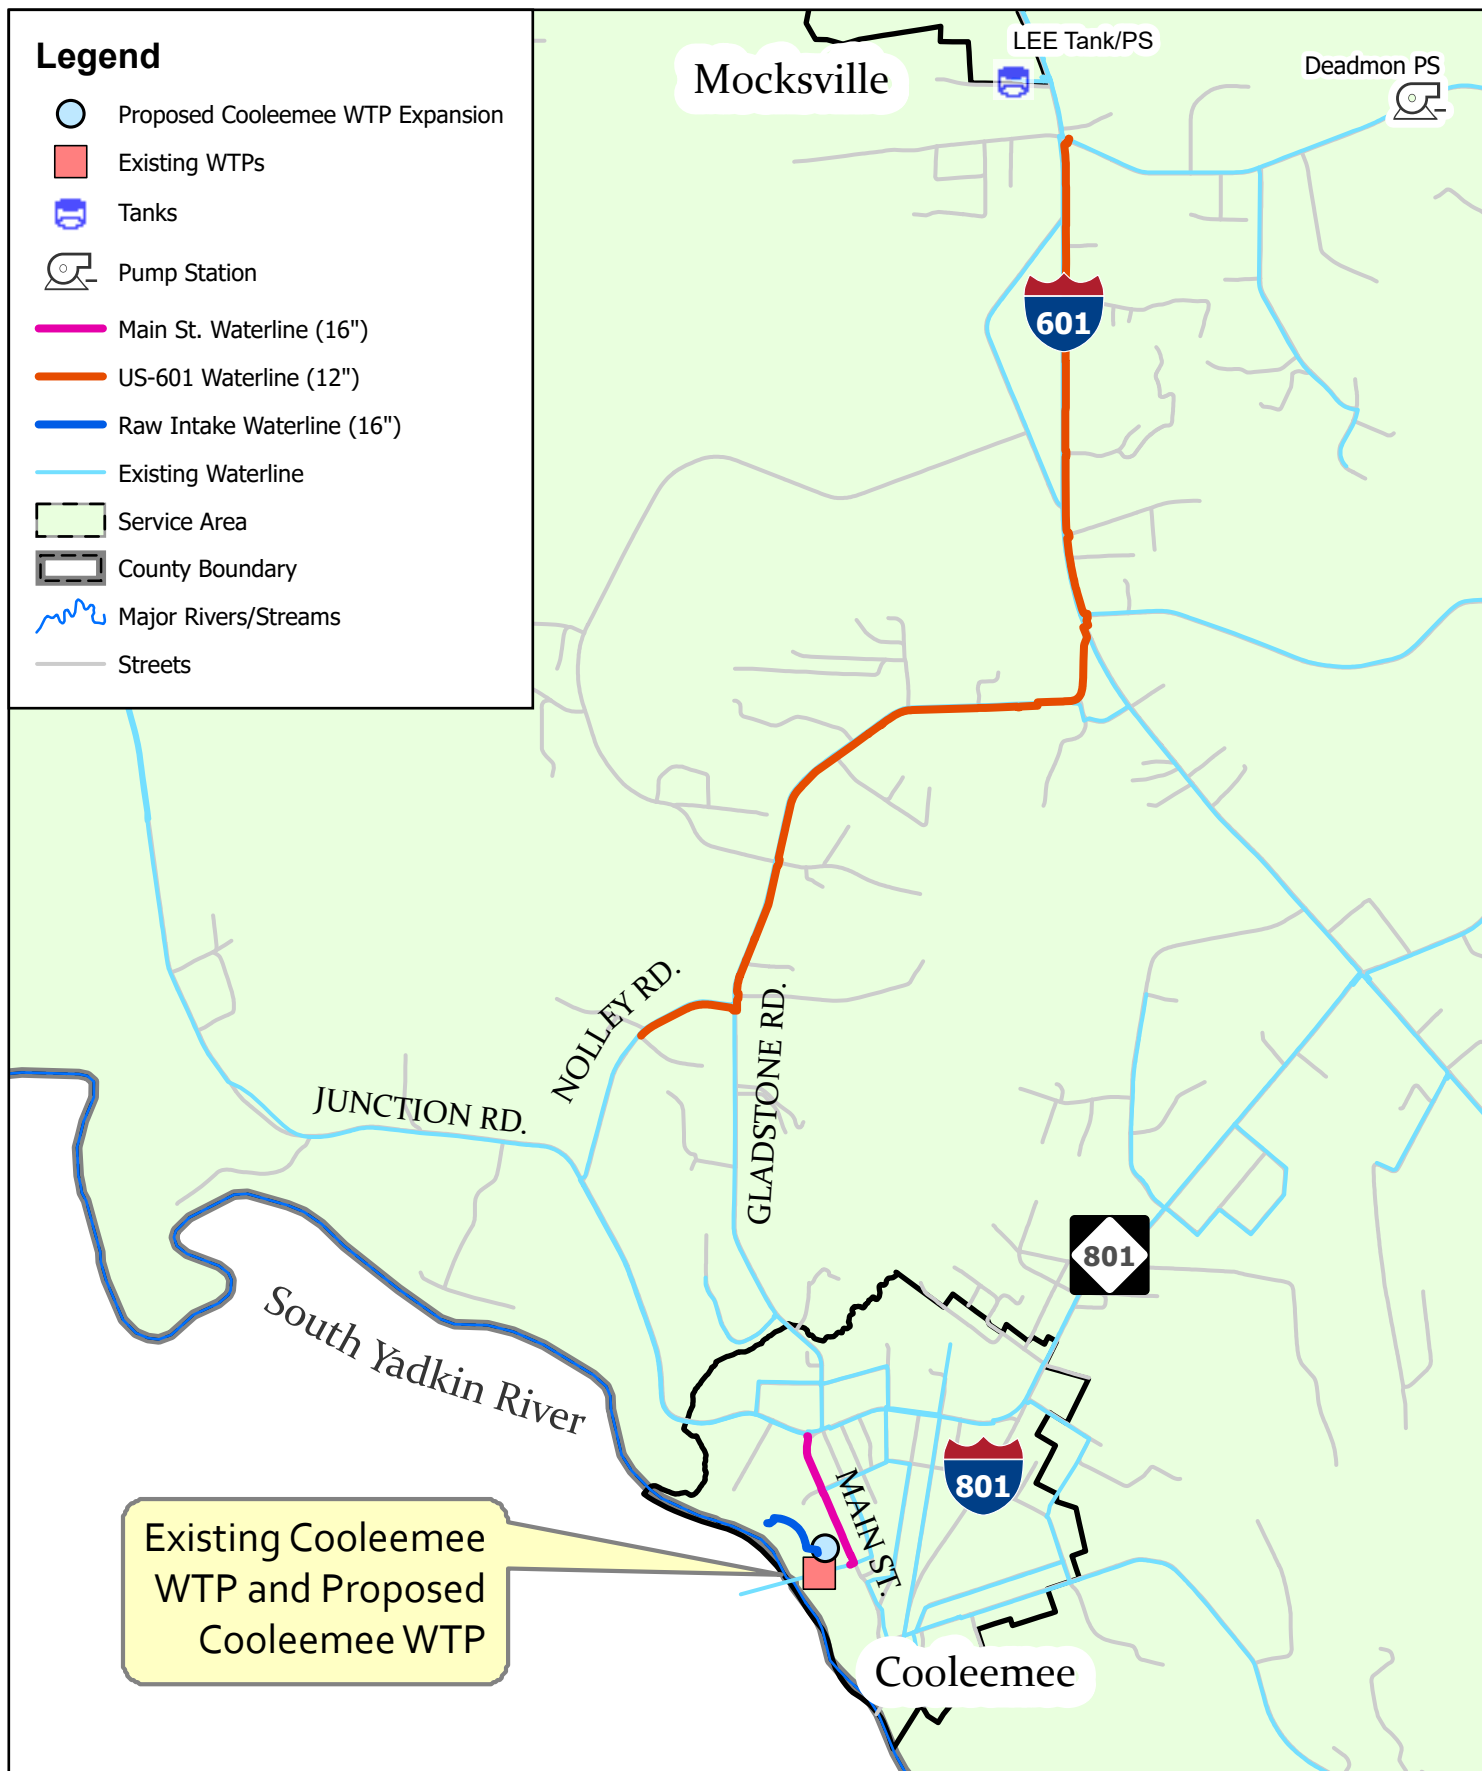 Legend
Proposed Cooleemee WTP Expansion
Existing WTPs
Tanks
Pump Station
Main St. Waterline (16")
US-601 Waterline (12")
Raw Intake Waterline (16")
Existing Waterline
Service Area
County Boundary
Major Rivers/Streams
Streets
LEE Tank/PS
Mocksville
Deadmon PS
601
NOLLEY RD.
GLADSTONE RD.
JUNCTION RD.
801
South Yadkin River
801
MAIN ST.
Existing Cooleemee
WTP and Proposed
Cooleemee WTP
Cooleemee